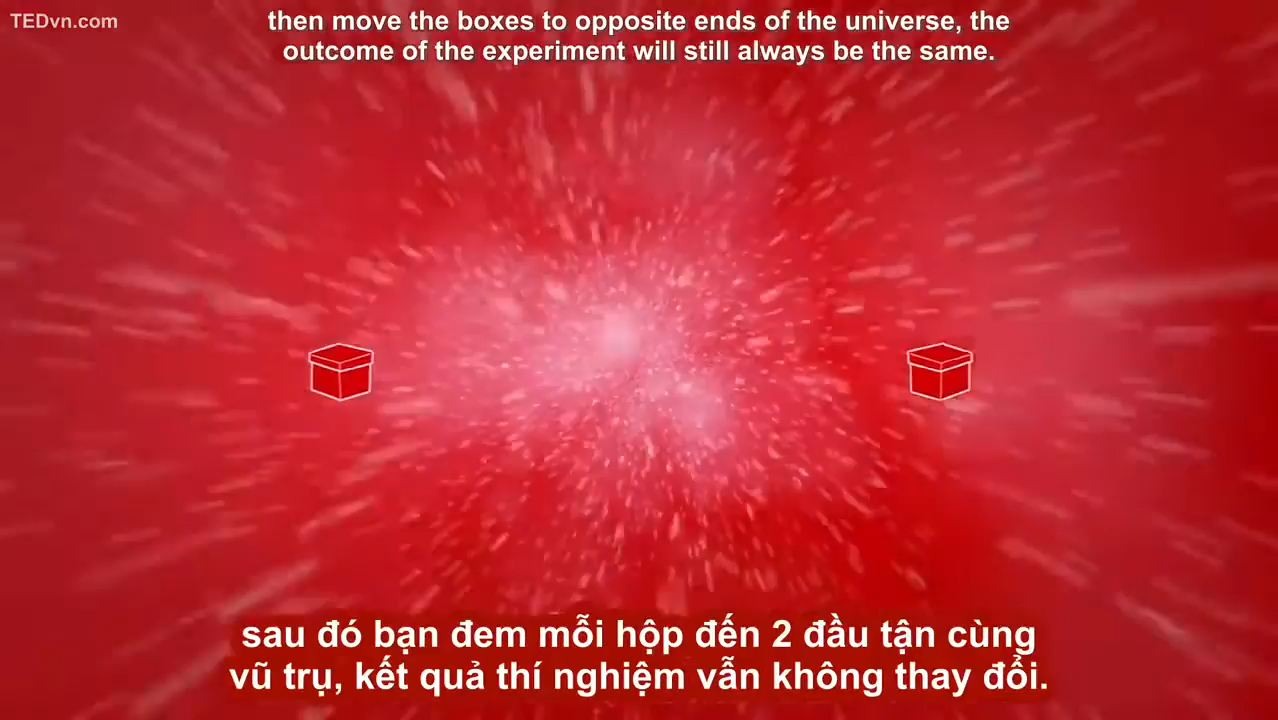 TEDvn.com
then move the boxes to opposite ends of the universe, the
outcome of the experiment will still always be the same.
sau đó bạn đem mỗi hộp đến 2 đầu tận cùng
vũ trụ, kết quả thí nghiệm vẫn không thay đổi.